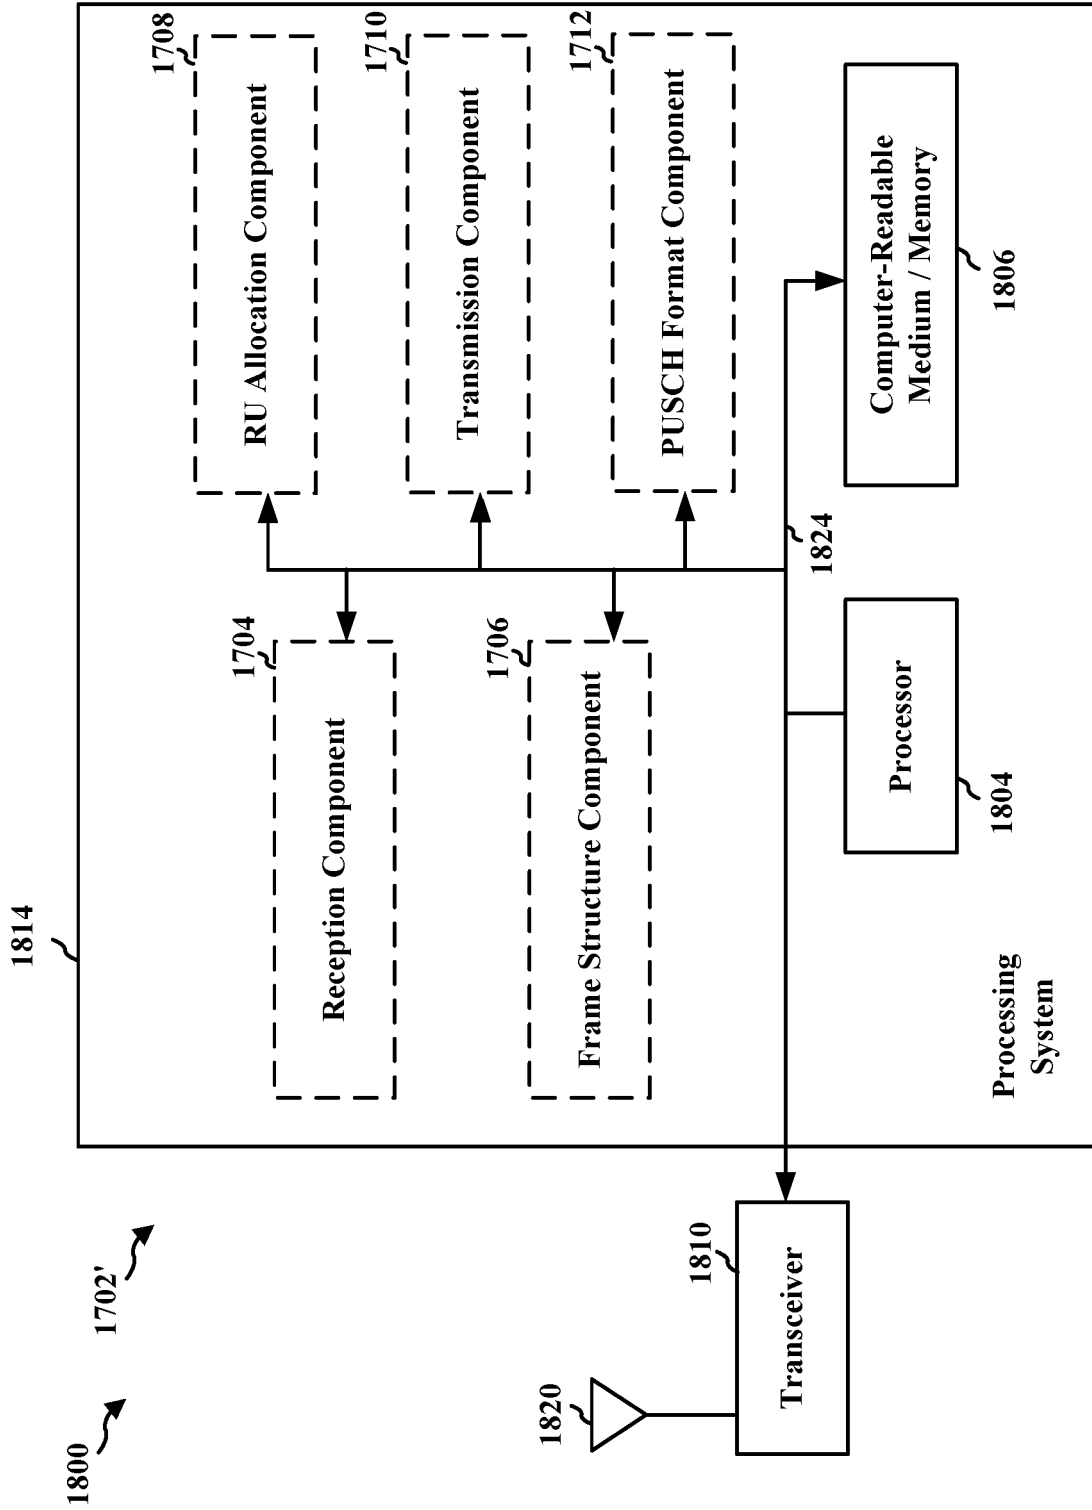 1800
1702'
1814
1820
Transceiver
1810
Reception Component
1704
Frame Structure Component
1706
RU Allocation Component
1708
Transmission Component
1710
PUSCH Format Component
1712
1824
Processor
1804
Computer-Readable
Medium / Memory
1806
Processing
System